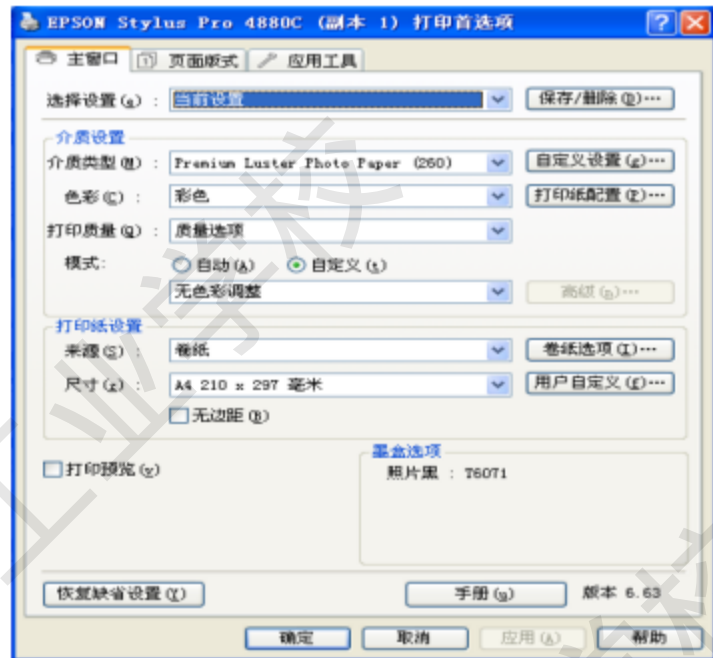 EPSON Stylus Pro 4880C (副本 1) 打印首选项
主窗口 页面版式 应用工具
选择设置(a): 当前设置 保存/删除(D)...
介质设置
介质类型(M): Premium Luster Photo Paper (260) 自定义设置(g)...
色彩(C): 彩色 打印纸配置(P)...
打印质量(Q): 质量选项
模式: 自动(A) 自定义(s)
无色彩调整 高级(n)...
打印纸设置
来源(S): 卷纸 卷纸选项(I)...
尺寸(z): A4 210 x 297 毫米 用户自定义(f)...
无边距(B)
打印预览(v)
墨盒选项
照片黑 : T6071
恢复缺省设置(Y) 手册(u) 版本 6.63
确定 取消 应用(A) 帮助
工业学校
学校